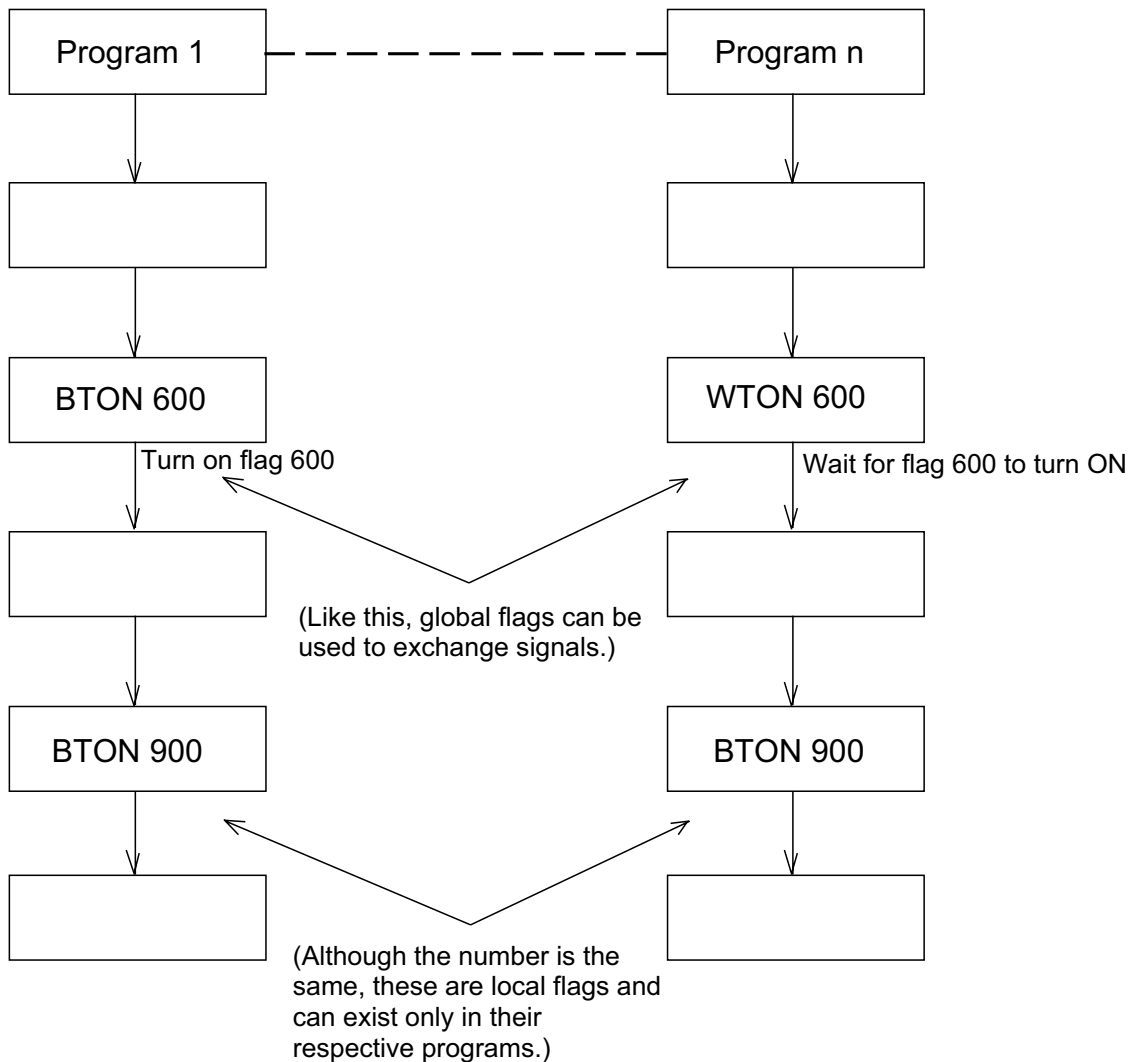 Program 1
Program n
BTON 600
WTON 600
Turn on flag 600
Wait for flag 600 to turn ON
(Like this, global flags can be
used to exchange signals.)
BTON 900
BTON 900
(Although the number is the
same, these are local flags and
can exist only in their
respective programs.)